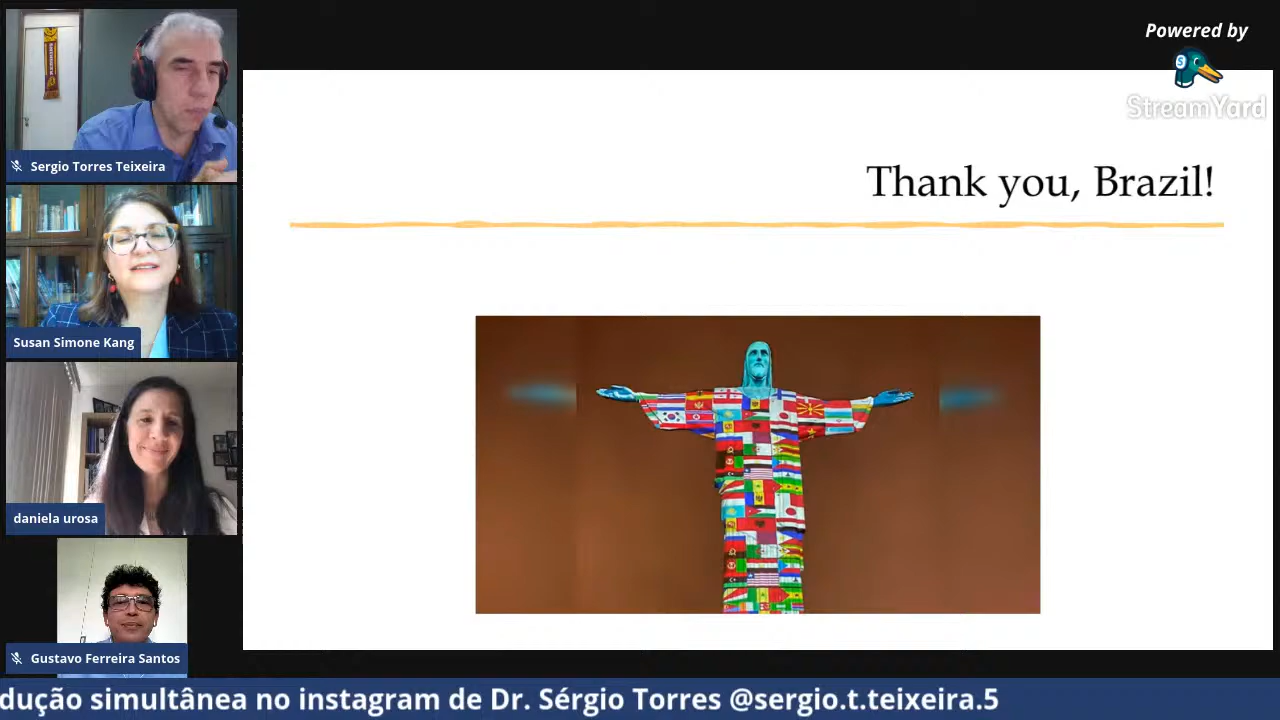 Sergio Torres Teixeira
Susan Simone Kang
daniela urosa
Gustavo Ferreira Santos
Powered by
S
StreamYard
Thank you, Brazil!
dução simultânea no instagram de Dr. Sérgio Torres @sergio.t.teixeira.5